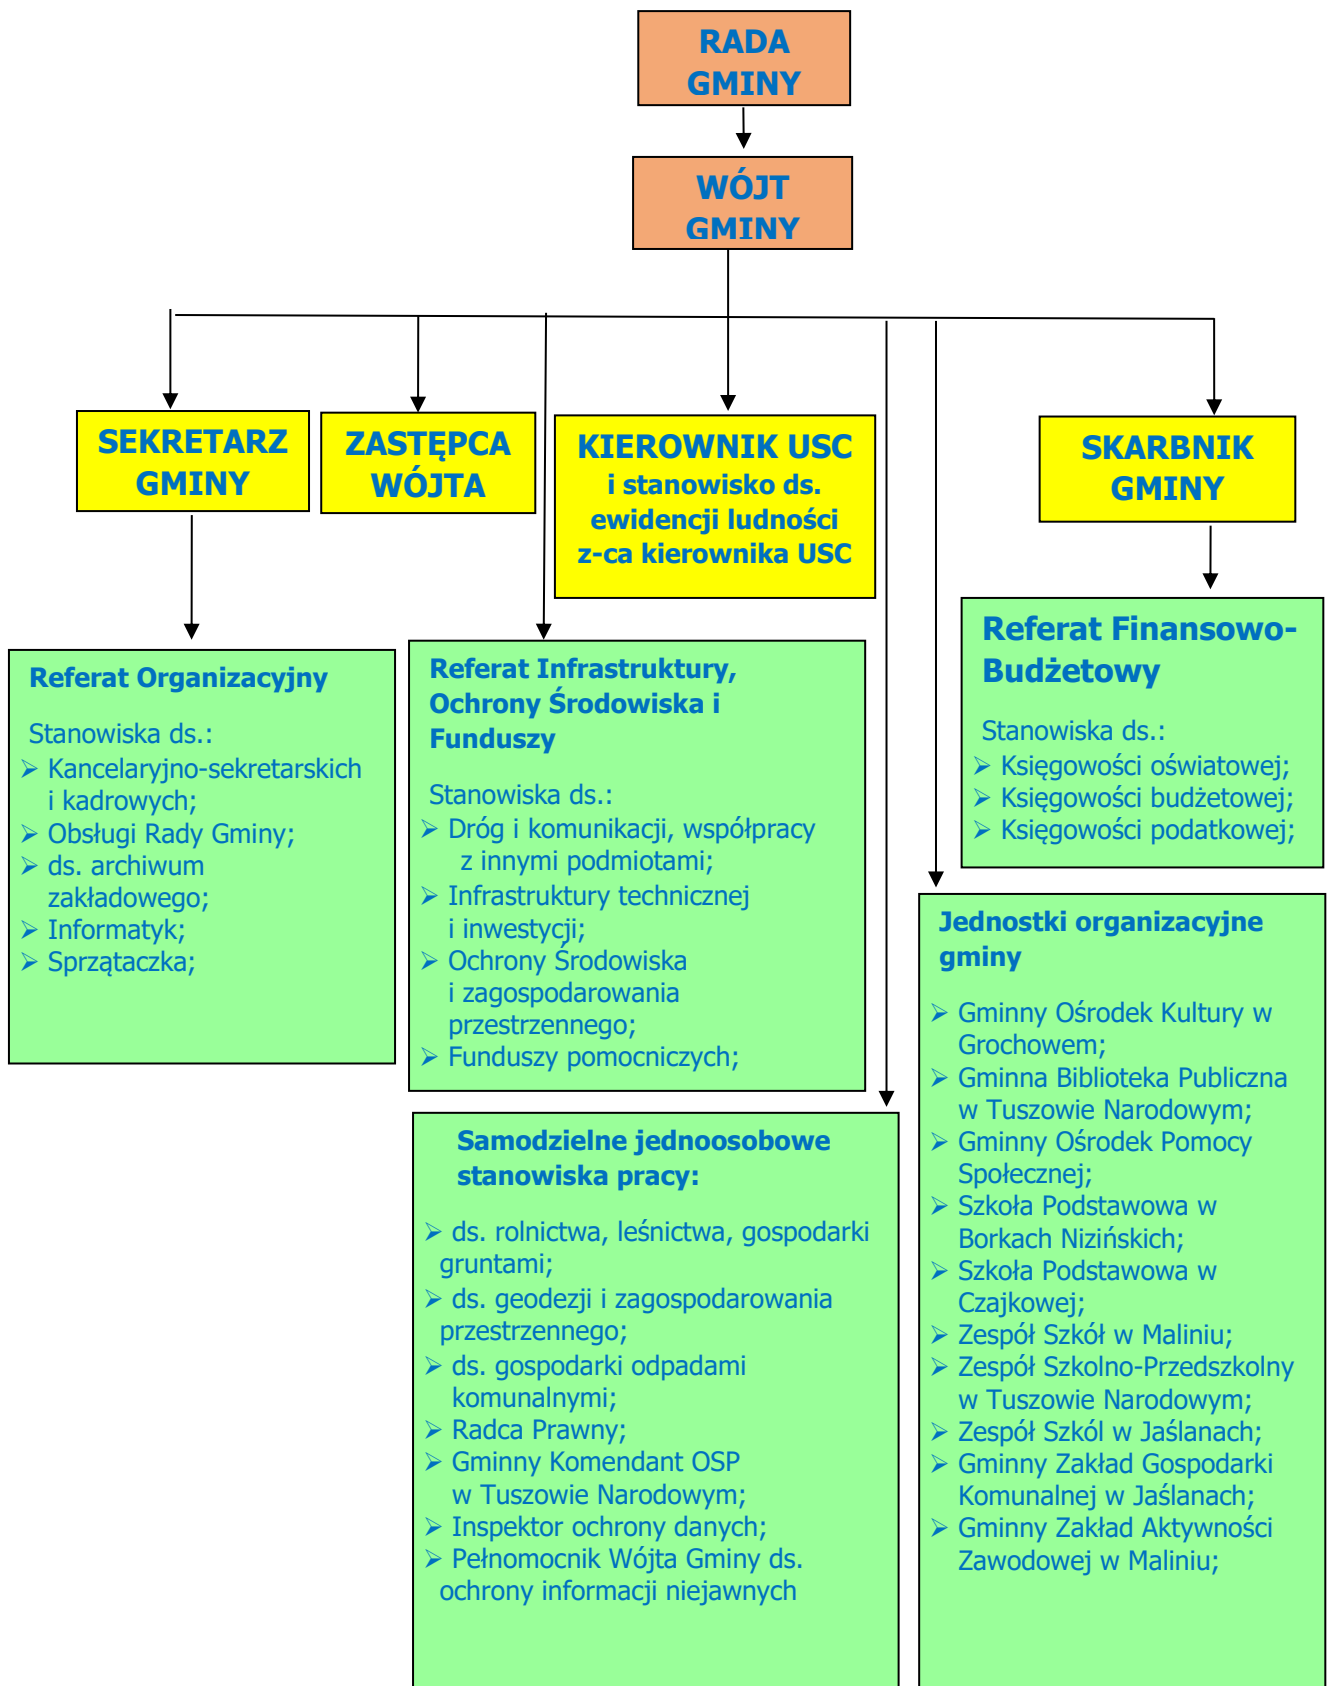 RADA
GMINY
WÓJT
GMINY
SEKRETARZ
GMINY
ZASTĘPCA
WÓJTA
KIEROWNIK USC
i stanowisko ds.
ewidencji ludności
z-ca kierownika USC
SKARBNIK
GMINY
Referat Organizacyjny
Stanowiska ds.:
➢ Kancelaryjno-sekretarskich
i kadrowych;
➢ Obsługi Rady Gminy;
➢ ds. archiwum
zakładowego;
➢ Informatyk;
➢ Sprzątaczka;
Referat Infrastruktury,
Ochrony Środowiska i
Funduszy
Stanowiska ds.:
➢ Dróg i komunikacji, współpracy
z innymi podmiotami;
➢ Infrastruktury technicznej
i inwestycji;
➢ Ochrony Środowiska
i zagospodarowania
przestrzennego;
➢ Funduszy pomocniczych;
Referat Finansowo-
Budżetowy
Stanowiska ds.:
➢ Księgowości oświatowej;
➢ Księgowości budżetowej;
➢ Księgowości podatkowej;
Samodzielne jednoosobowe
stanowiska pracy:
➢ ds. rolnictwa, leśnictwa, gospodarki
gruntami;
➢ ds. geodezji i zagospodarowania
przestrzennego;
➢ ds. gospodarki odpadami
komunalnymi;
➢ Radca Prawny;
➢ Gminny Komendant OSP
w Tuszowie Narodowym;
➢ Inspektor ochrony danych;
➢ Pełnomocnik Wójta Gminy ds.
ochrony informacji niejawnych
Jednostki organizacyjne
gminy
➢ Gminny Ośrodek Kultury w
Grochowem;
➢ Gminna Biblioteka Publiczna
w Tuszowie Narodowym;
➢ Gminny Ośrodek Pomocy
Społecznej;
➢ Szkoła Podstawowa w
Borkach Nizińskich;
➢ Szkoła Podstawowa w
Czajkowej;
➢ Zespół Szkół w Maliniu;
➢ Zespół Szkolno-Przedszkolny
w Tuszowie Narodowym;
➢ Zespół Szkól w Jaślanach;
➢ Gminny Zakład Gospodarki
Komunalnej w Jaślanach;
➢ Gminny Zakład Aktywności
Zawodowej w Maliniu;